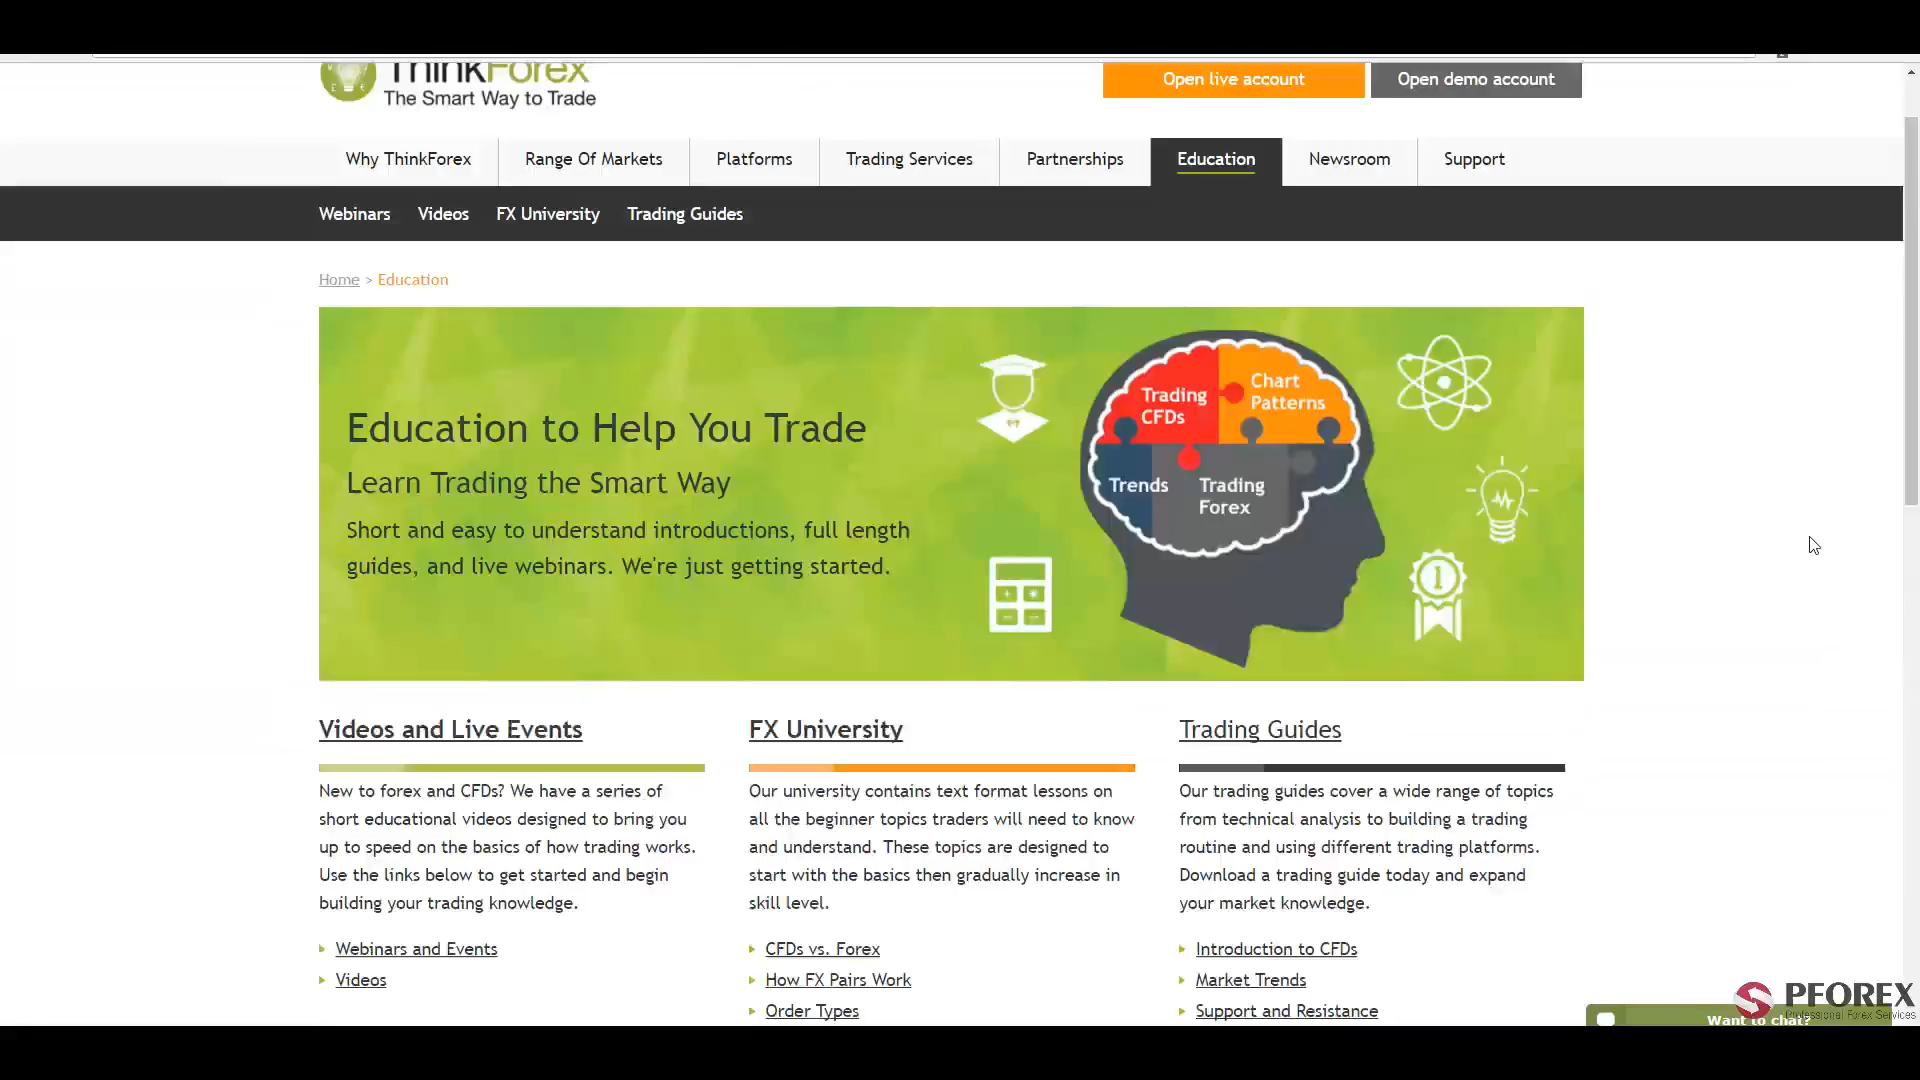 ThinkForex
The Smart Way to Trade
Open live account
Open demo account
Why ThinkForex
Range Of Markets
Platforms
Trading Services
Partnerships
Education
Newsroom
Support
Webinars
Videos
FX University
Trading Guides
Home > Education
Education to Help You Trade
Learn Trading the Smart Way
Short and easy to understand introductions, full length
guides, and live webinars. We're just getting started.
Trading
CFDs
Chart
Patterns
Trends
Trading
Forex
1
Videos and Live Events
New to forex and CFDs? We have a series of
short educational videos designed to bring you
up to speed on the basics of how trading works.
Use the links below to get started and begin
building your trading knowledge.
Webinars and Events
Videos
FX University
Our university contains text format lessons on
all the beginner topics traders will need to know
and understand. These topics are designed to
start with the basics then gradually increase in
skill level.
CFDs vs. Forex
How FX Pairs Work
Order Types
Trading Guides
Our trading guides cover a wide range of topics
from technical analysis to building a trading
routine and using different trading platforms.
Download a trading guide today and expand
your market knowledge.
Introduction to CFDs
Market Trends
Support and Resistance
PFOREX
Professional Forex Services
Want to chat?